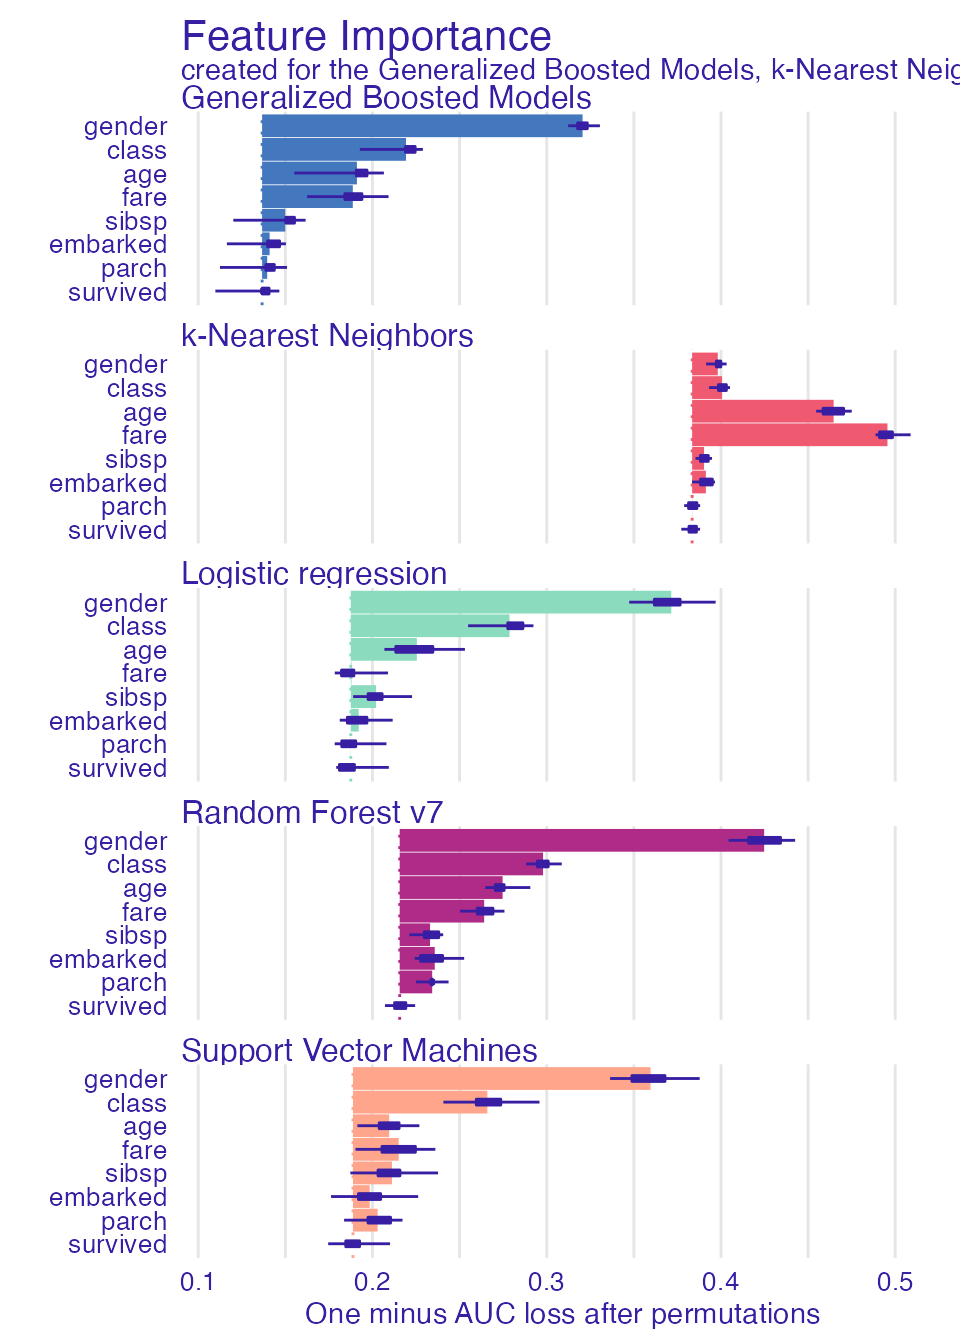 Feature Importance
created for the Generalized Boosted Models, k-Nearest Neig
Generalized Boosted Models
gender
class
age
fare
sibsp
embarked
parch
survived
k-Nearest Neighbors
gender
class
age
fare
sibsp
embarked
parch
survived
Logistic regression
gender
class
age
fare
sibsp
embarked
parch
survived
Random Forest v7
gender
class
age
fare
sibsp
embarked
parch
survived
Support Vector Machines
gender
class
age
fare
sibsp
embarked
parch
survived
0.1 0.2 0.3 0.4 0.5
One minus AUC loss after permutations